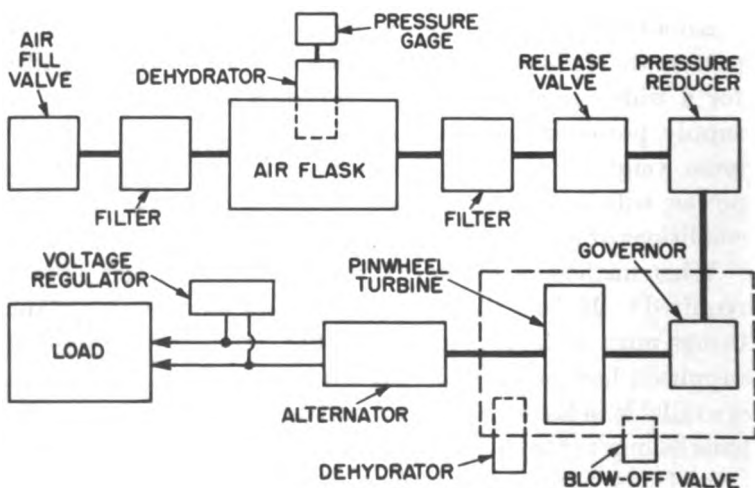 AIR
FILL
VALVE
PRESSURE
GAGE
DEHYDRATOR
RELEASE
VALVE
PRESSURE
REDUCER
AIR FLASK
FILTER
FILTER
VOLTAGE
REGULATOR
PINWHEEL
TURBINE
GOVERNOR
LOAD
ALTERNATOR
DEHYDRATOR
BLOW-OFF VALVE